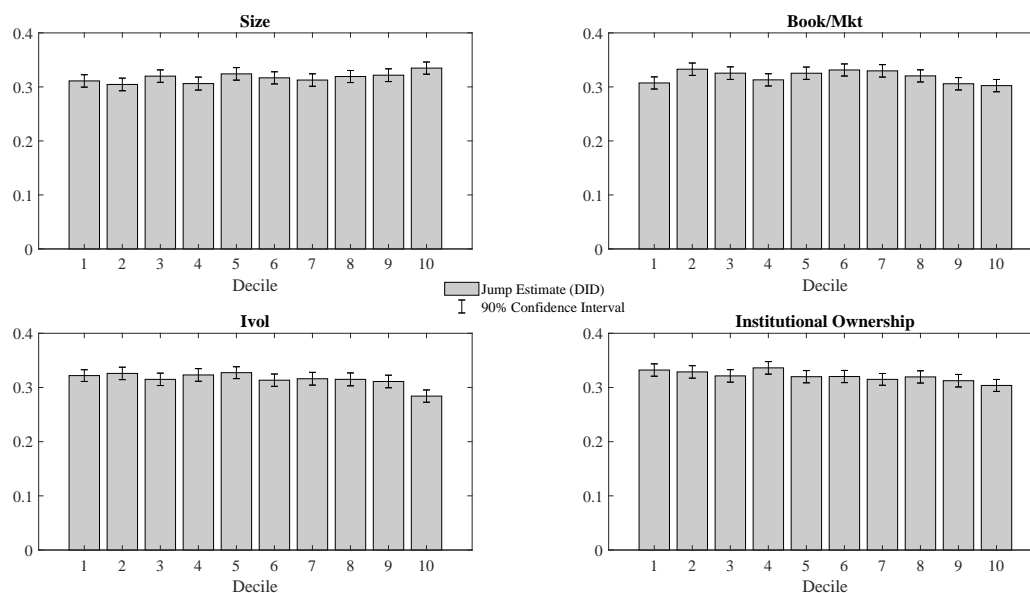 Size
0.4
0.3
0.2
0.1
0
1 2 3 4 5 6 7 8 9 10
Decile
Book/Mkt
0.4
0.3
0.2
0.1
0
1 2 3 4 5 6 7 8 9 10
Decile
Jump Estimate (DID)
90% Confidence Interval
Ivol
0.4
0.3
0.2
0.1
0
1 2 3 4 5 6 7 8 9 10
Decile
Institutional Ownership
0.4
0.3
0.2
0.1
0
1 2 3 4 5 6 7 8 9 10
Decile